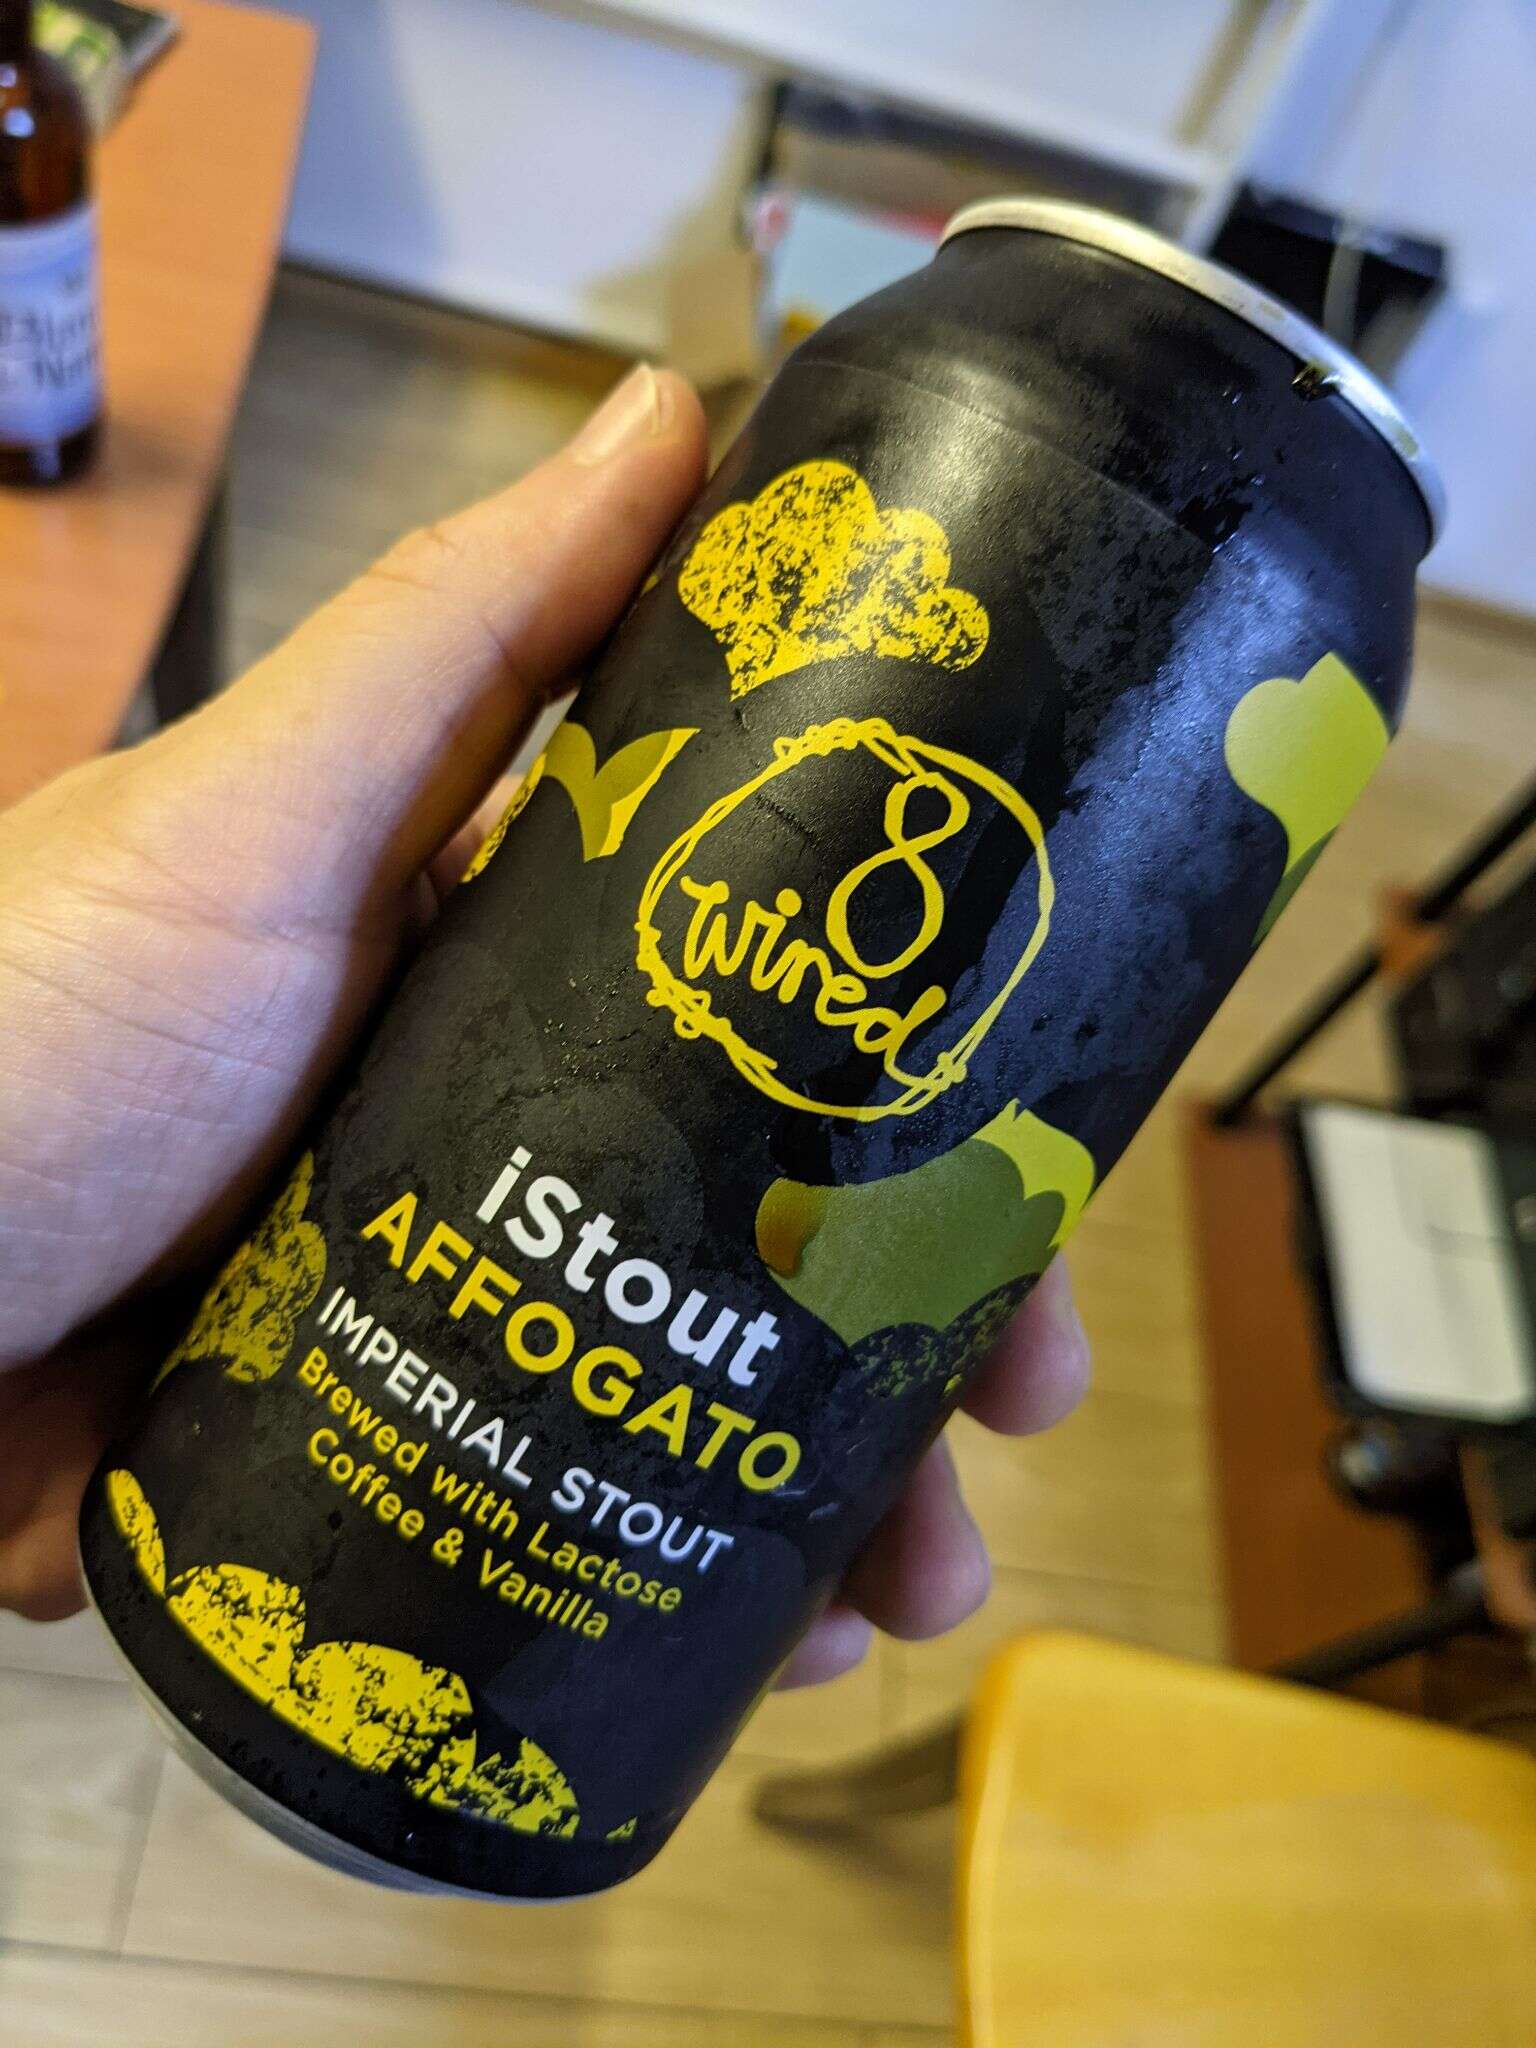 8
wired
iStout
AFFOGATO
IMPERIAL STOUT
Brewed with Lactose
Coffee & Vanilla